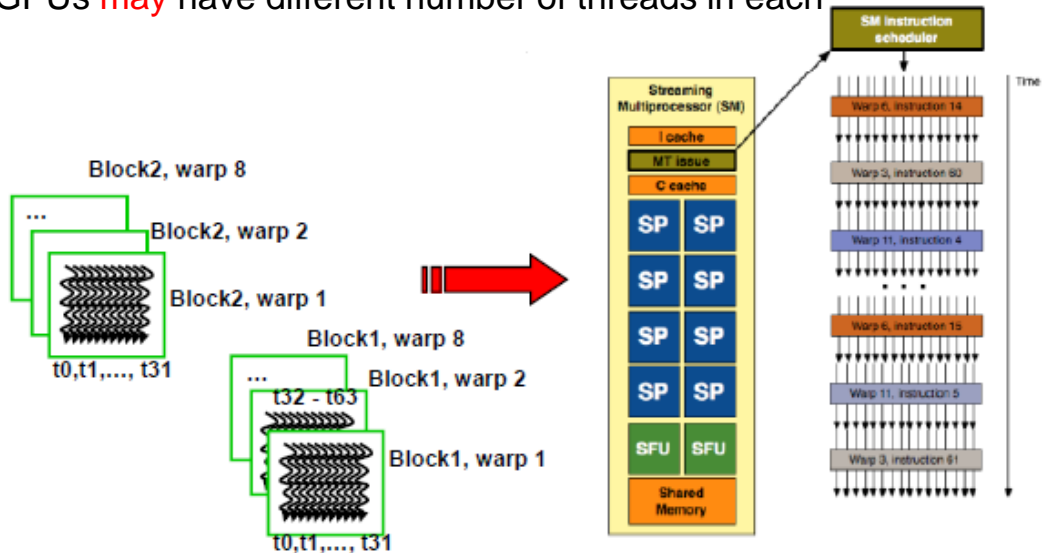 GPUs may have different number of threads in each
Block2, warp 8
...
Block2, warp 2
Block2, warp 1
t0,t1,..., t31
Block1, warp 8
...
t32 - t63
Block1, warp 2
Block1, warp 1
t0,t1,..., t31
Streaming
Multiprocessor (SM)
I cache
MT issue
C cache
SP SP
SP SP
SP SP
SP SP
SFU SFU
Shared
Memory
SM instruction
scheduler
Time
Warp 6, instruction 14
Warp 3, instruction 60
Warp 11, instruction 4
. . .
Warp 6, instruction 15
Warp 11, instruction 5
Warp 3, instruction 61